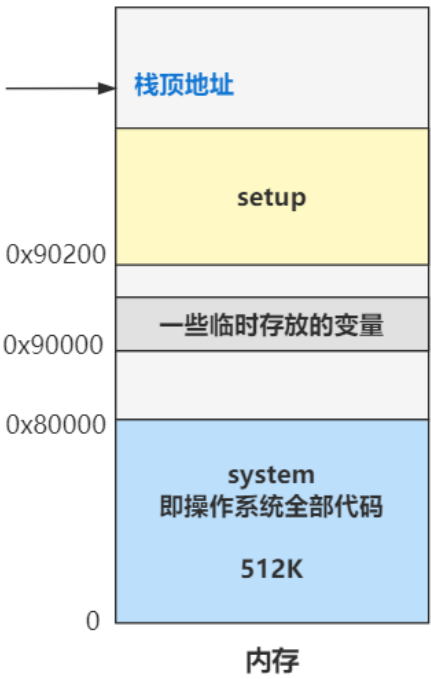 栈顶地址
setup
0x90200
一些临时存放的变量
0x90000
0x80000
system
即操作系统全部代码
512K
0
内存